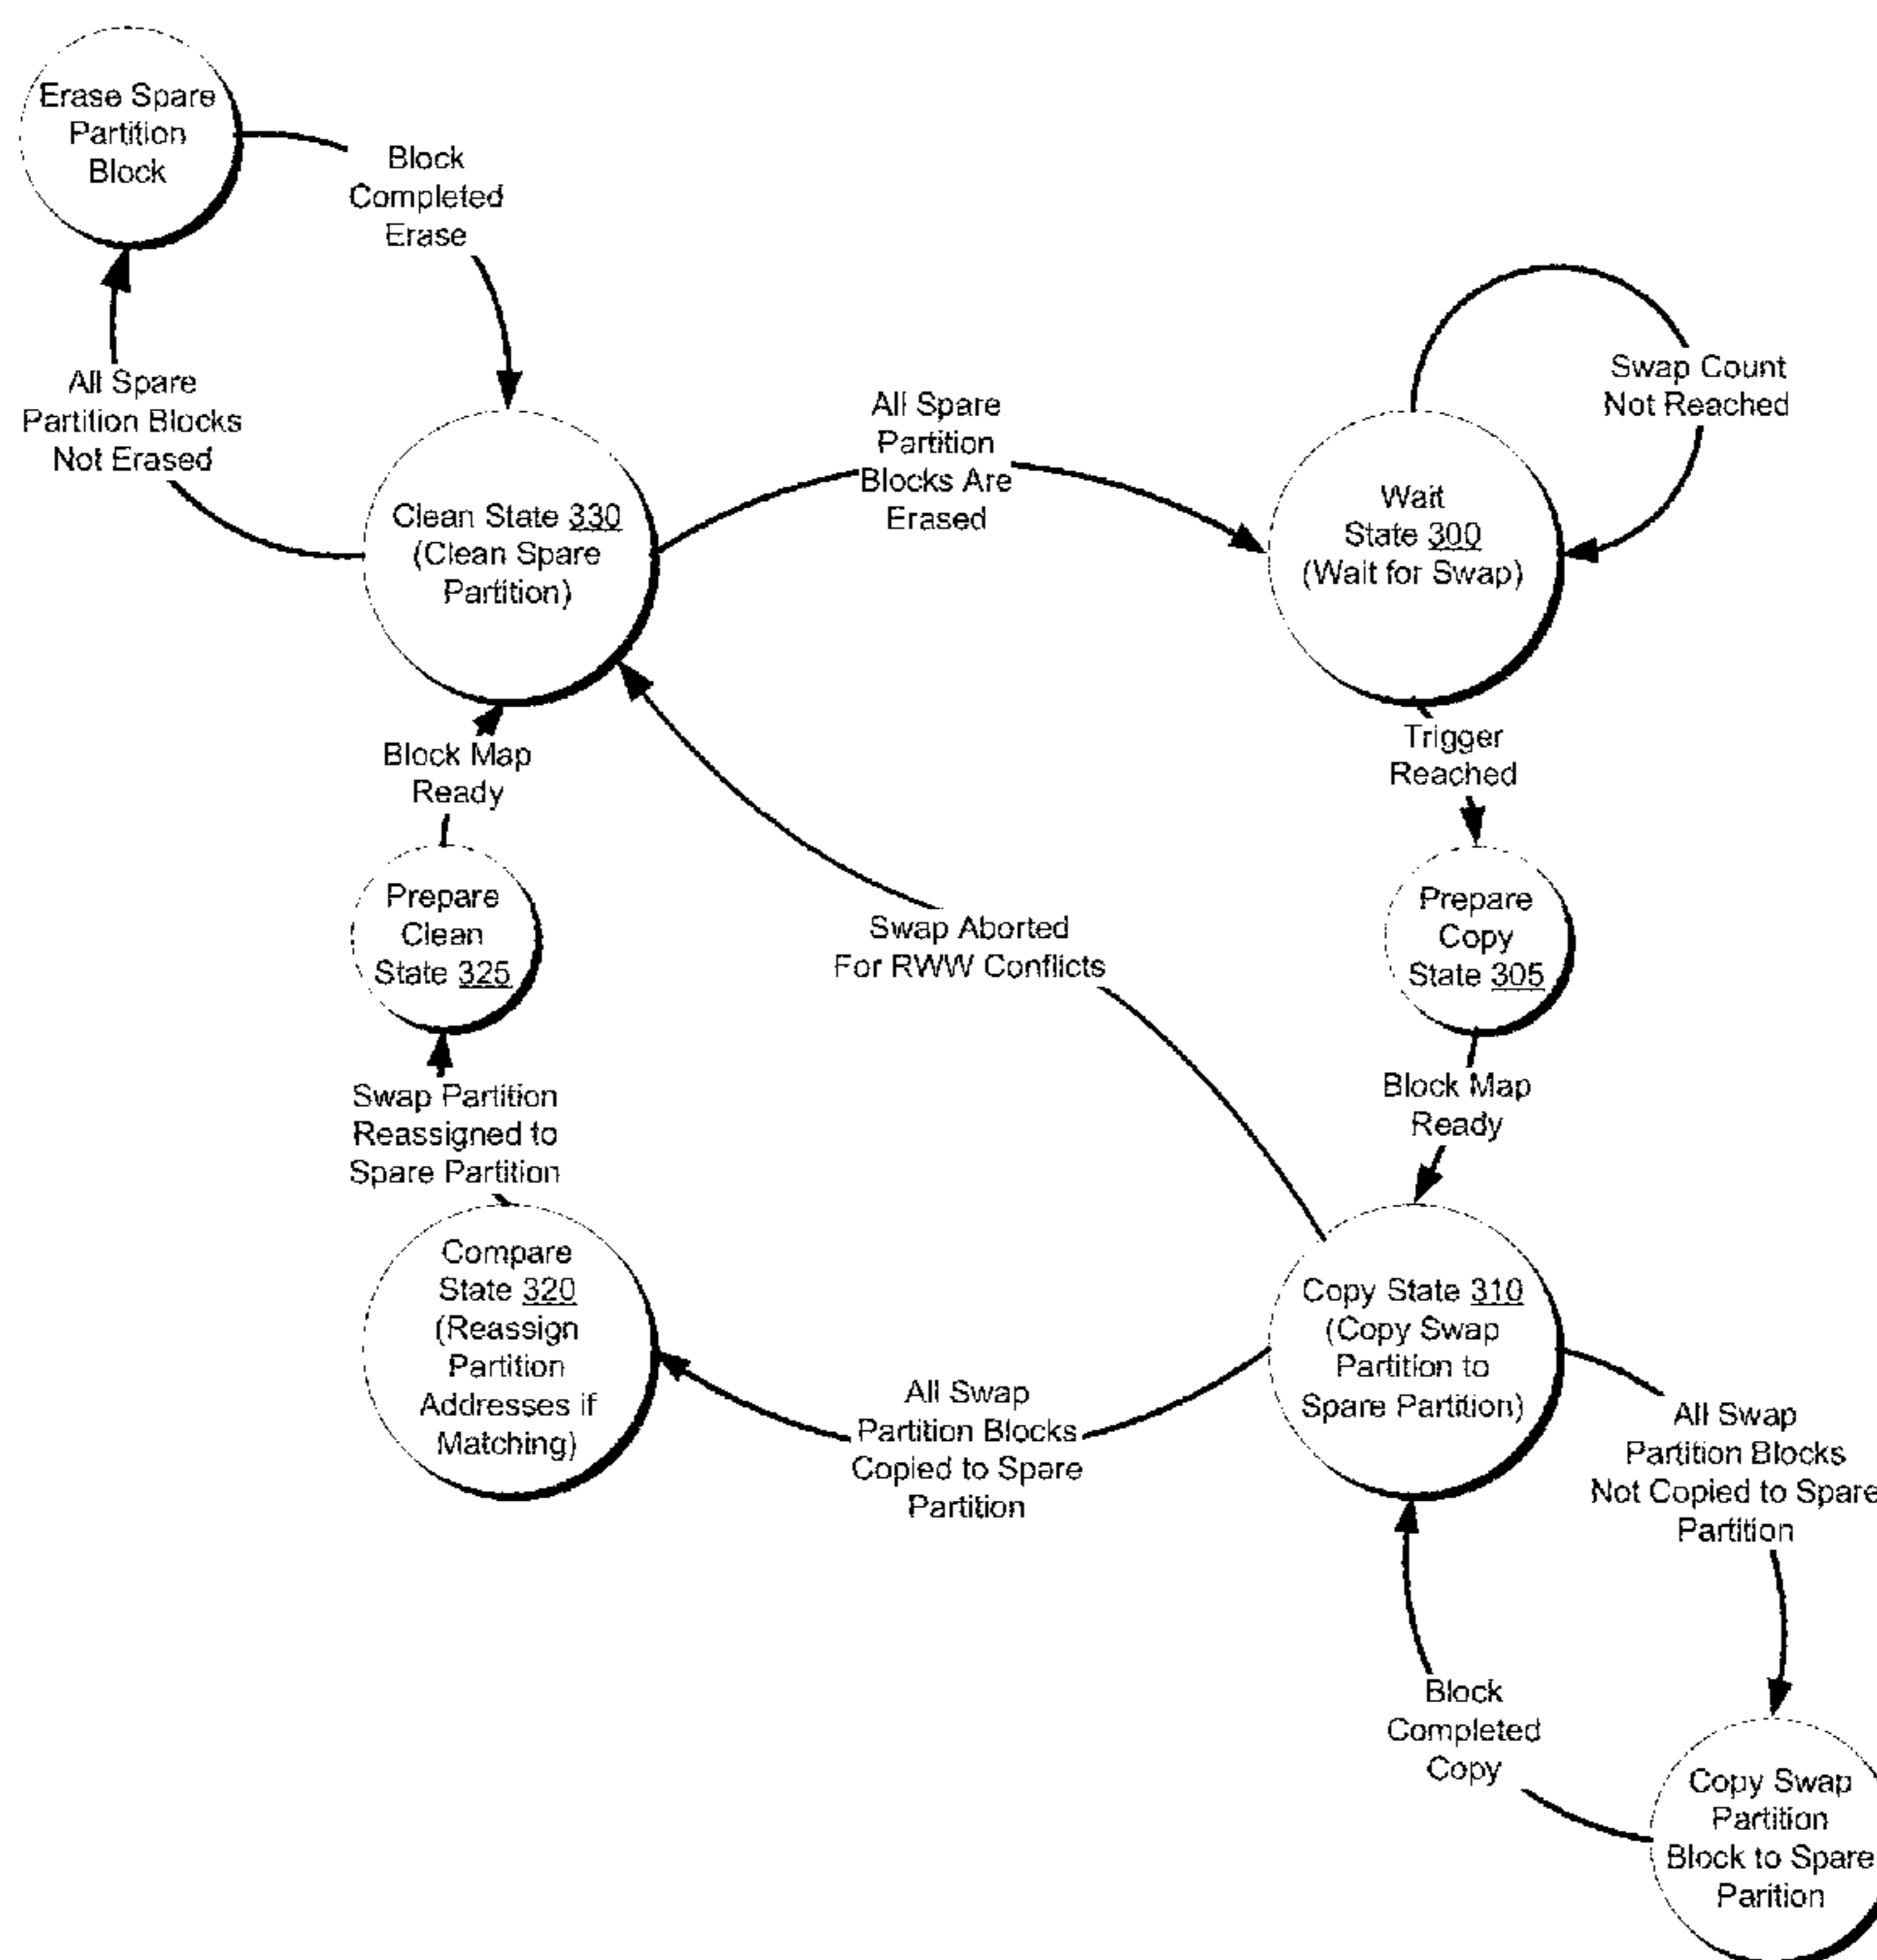 Erase Spare
Partition
Block
Block
Completed
Erase
All Spare
Partition Blocks
Not Erased
Clean State 330
(Clean Spare
Partition)
All Spare
Partition
Blocks Are
Erased
Wait
State 300
(Wait for Swap)
Swap Count
Not Reached
Trigger
Reached
Prepare
Copy
State 305
Block Map
Ready
Copy State 310
(Copy Swap
Partition to
Spare Partition)
All Swap
Partition Blocks
Not Copied to Spare
Partition
Copy Swap
Partition
Block to Spare
Parition
Block
Completed
Copy
Swap Aborted
For RWW Conflicts
All Swap
Partition Blocks
Copied to Spare
Partition
Compare
State 320
(Reassign
Partition
Addresses if
Matching)
Swap Partition
Reassigned to
Spare Partition
Prepare
Clean
State 325
Block Map
Ready